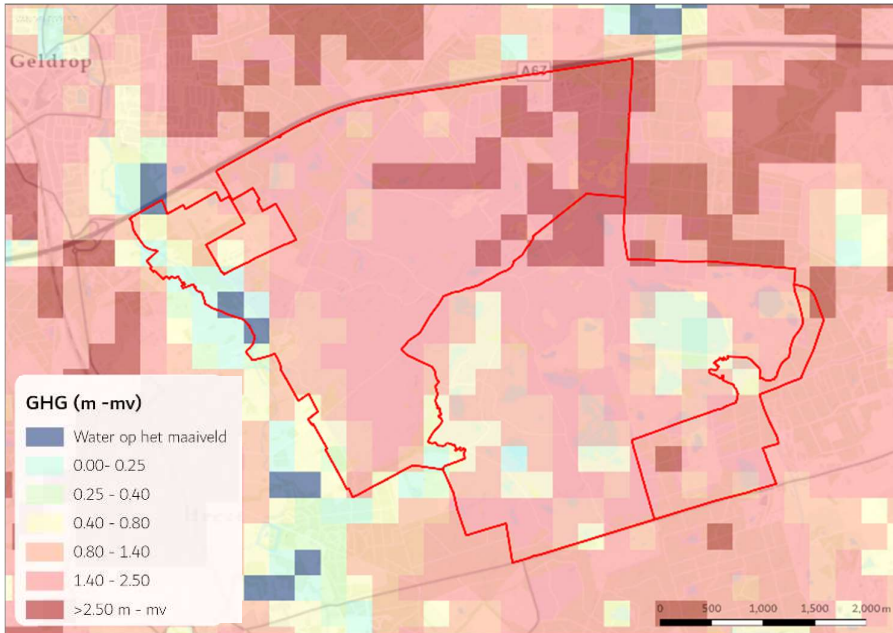 Geldrop
A67
GHG (m -mv)
Water op het maaiveld
0.00- 0.25
0.25 - 0.40
0.40 - 0.80
0.80 - 1.40
1.40 - 2.50
>2.50 m - mv
0 500 1,000 1,500 2,000 m